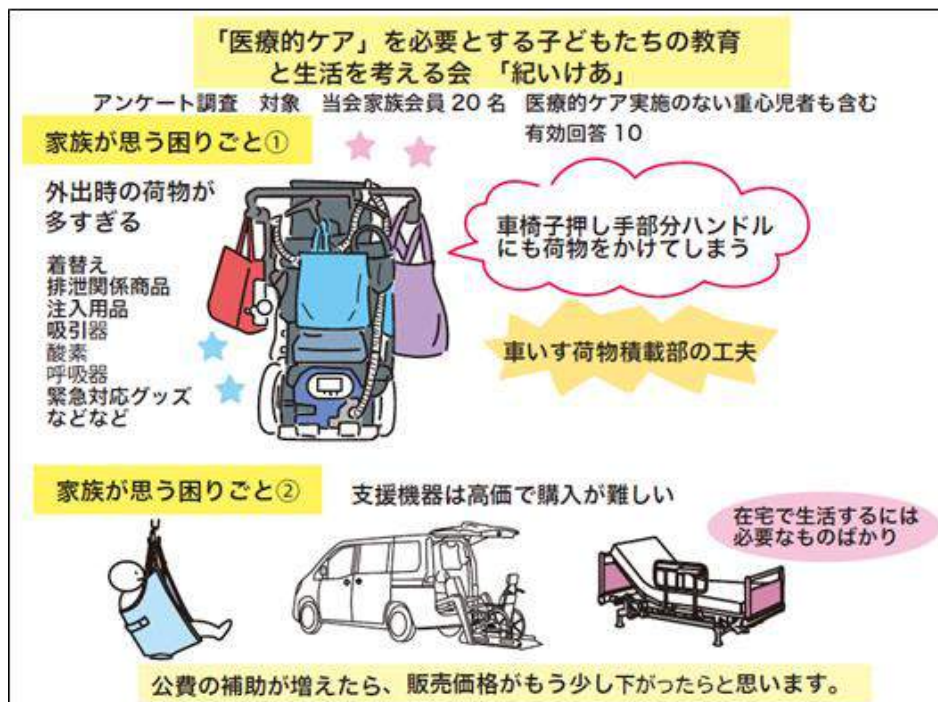 「医療的ケア」を必要とする子どもたちの教育
と生活を考える会 「紀いけあ」
アンケート調査 対象 当会家族会員20名 医療的ケア実施のない重心児者も含む
有効回答10
家族が思う困りごと①
外出時の荷物が
多すぎる
着替え
排泄関係商品
注入用品
吸引器
酸素
呼吸器
緊急対応グッズ
などなど
車椅子押し手部分ハンドル
にも荷物をかけてしまう
車いす荷物積載部の工夫
家族が思う困りごと②
支援機器は高価で購入が難しい
在宅で生活するには
必要なものばかり
公費の補助が増えたら、販売価格がもう少し下がったらと思います。